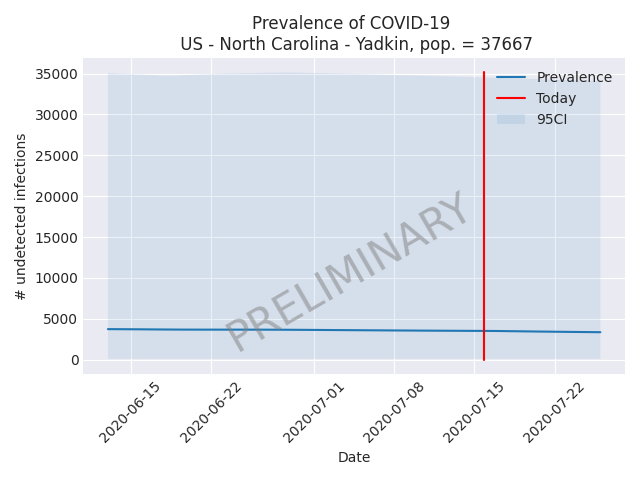 Prevalence of COVID-19
US - North Carolina - Yadkin, pop. = 37667
Prevalence
Today
95CI
# undetected infections
35000
30000
25000
20000
15000
10000
5000
0
PRELIMINARY
2020-06-15
2020-06-22
2020-07-01
2020-07-08
2020-07-15
2020-07-22
Date